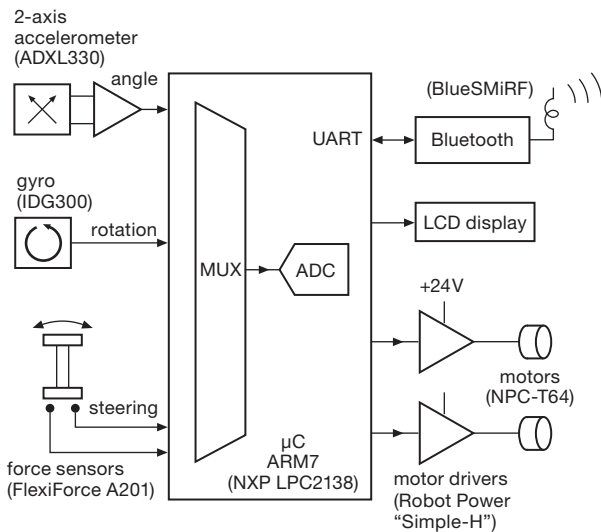 2-axis
accelerometer
(ADXL330)
angle
gyro
(IDG300)
rotation
steering
force sensors
(FlexiForce A201)
MUX
ADC
UART
µC
ARM7
(NXP LPC2138)
(BlueSMiRF)
Bluetooth
LCD display
+24V
motors
(NPC-T64)
motor drivers
(Robot Power
“Simple-H”)